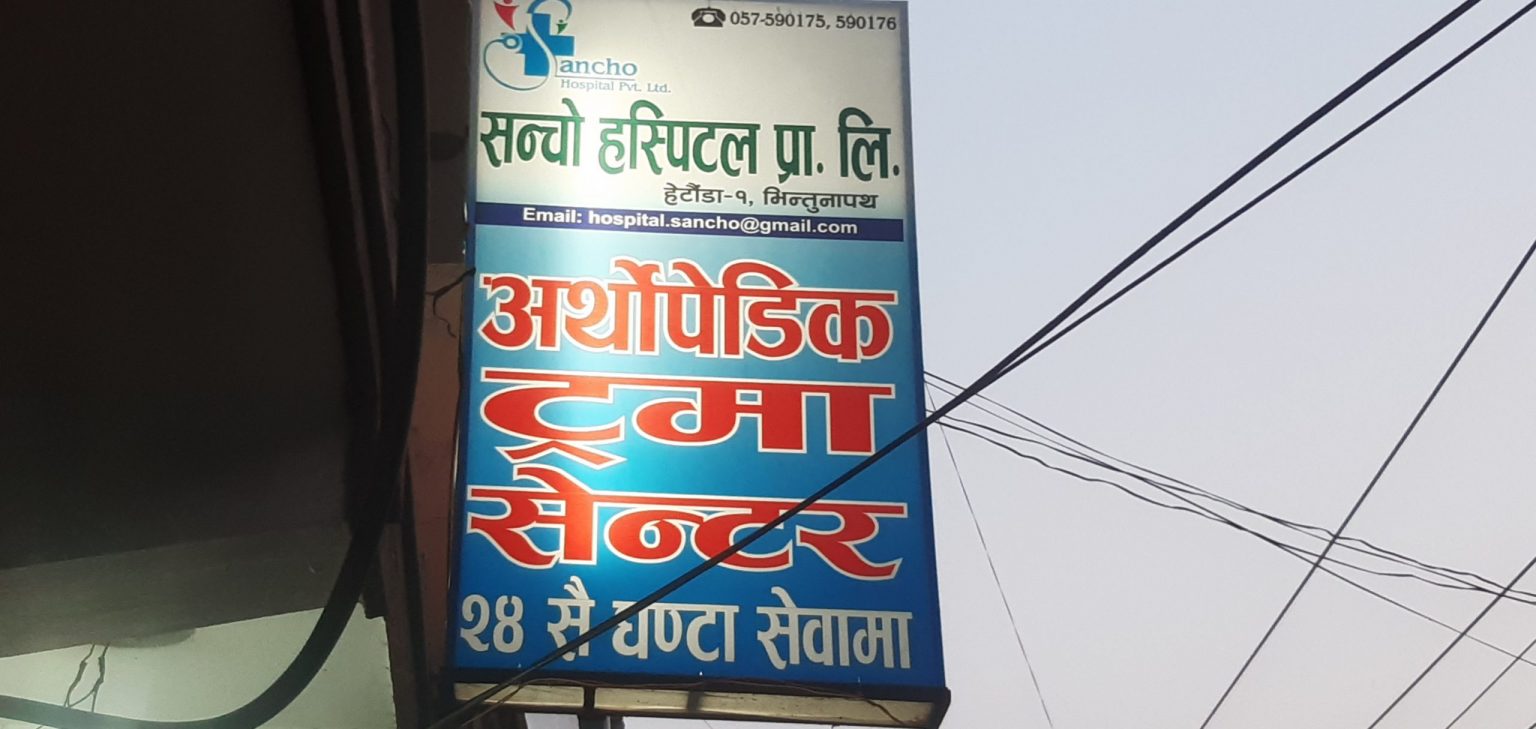 057-590175, 590176
Sancho
Hospital Pvt. Ltd.
सन्चो हस्पिटल प्रा. लि.
हेटौंडा-१, भिन्तुनापथ
Email: hospital.sancho@gmail.com
अर्थोपेडिक
ट्रमा
सेन्टर
२४ सै घण्टा सेवामा